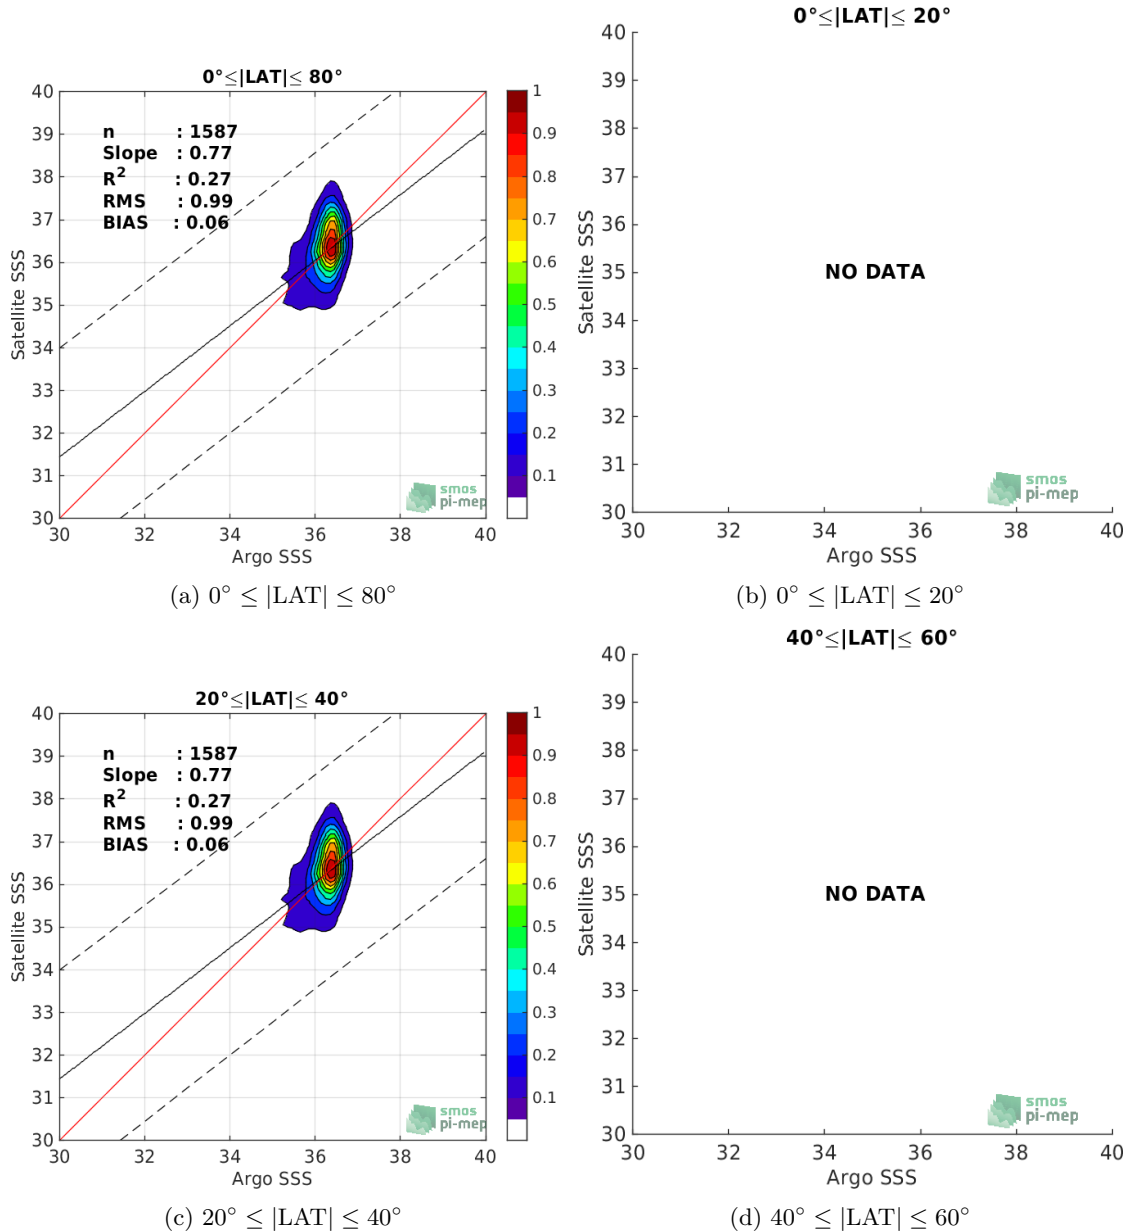 0°≤|LAT|≤ 80°
40
39
38
37
36
35
34
33
32
31
30
Satellite SSS
n : 1587
Slope : 0.77
R² : 0.27
RMS : 0.99
BIAS : 0.06
smos
pi-mep
30 32 34 36 38 40
Argo SSS
1
0.9
0.8
0.7
0.6
0.5
0.4
0.3
0.2
0.1
(a) 0° ≤ |LAT| ≤ 80°
0°≤|LAT|≤ 20°
40
39
38
37
36
35
34
33
32
31
30
Satellite SSS
NO DATA
smos
pi-mep
30 32 34 36 38 40
Argo SSS
(b) 0° ≤ |LAT| ≤ 20°
20°≤|LAT|≤ 40°
40
39
38
37
36
35
34
33
32
31
30
Satellite SSS
n : 1587
Slope : 0.77
R² : 0.27
RMS : 0.99
BIAS : 0.06
smos
pi-mep
30 32 34 36 38 40
Argo SSS
1
0.9
0.8
0.7
0.6
0.5
0.4
0.3
0.2
0.1
(c) 20° ≤ |LAT| ≤ 40°
40°≤|LAT|≤ 60°
40
39
38
37
36
35
34
33
32
31
30
Satellite SSS
NO DATA
smos
pi-mep
30 32 34 36 38 40
Argo SSS
(d) 40° ≤ |LAT| ≤ 60°